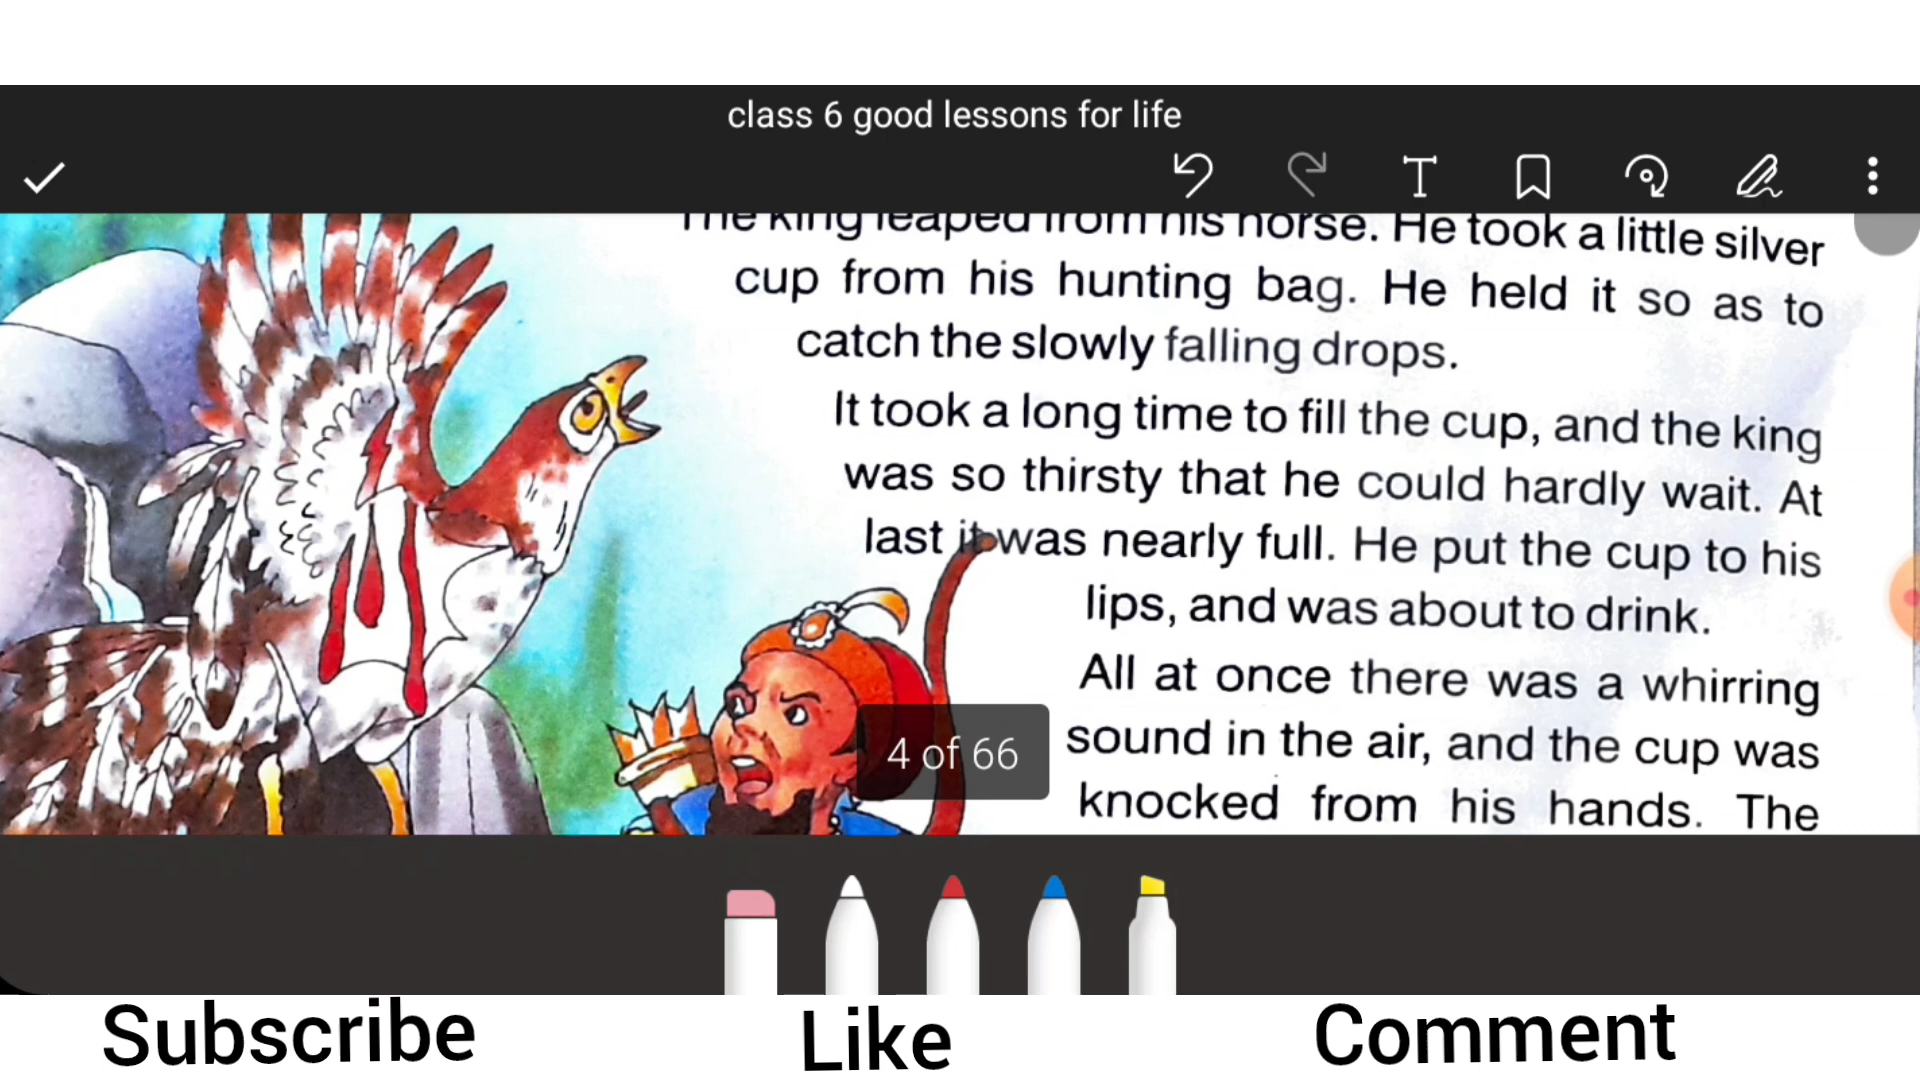 class 6 good lessons for life
The king leaped from his horse. He took a little silver
cup from his hunting bag. He held it so as to
catch the slowly falling drops.
It took a long time to fill the cup, and the king
was so thirsty that he could hardly wait. At
last it was nearly full. He put the cup to his
lips, and was about to drink.
All at once there was a whirring
sound in the air, and the cup was
knocked from his hands. The
4 of 66
Subscribe
Like
Comment